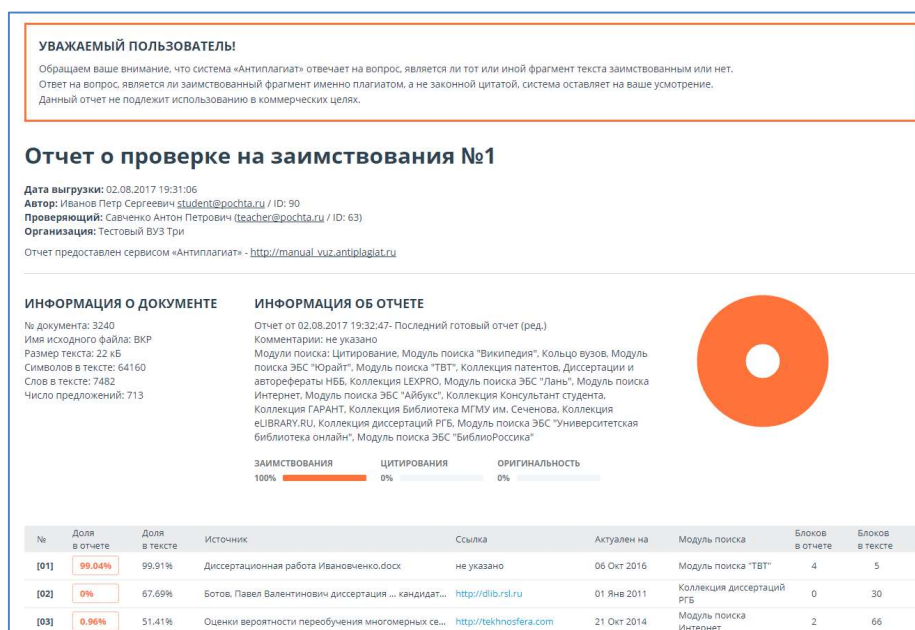 УВАЖАЕМЫЙ ПОЛЬЗОВАТЕЛЬ!
Обращаем ваше внимание, что система «Антиплагиат» отвечает на вопрос, является ли тот или иной фрагмент текста заимствованным или нет.
Ответ на вопрос, является ли заимствованный фрагмент именно плагиатом, а не законной цитатой, система оставляет на ваше усмотрение.
Данный отчет не подлежит использованию в коммерческих целях.
Отчет о проверке на заимствования №1
Дата выгрузки: 02.08.2017 19:31:06
Автор: Иванов Петр Сергеевич student@pochta.ru / ID: 90
Проверяющий: Савченко Антон Петрович (teacher@pochta.ru / ID: 63)
Организация: Тестовый ВУЗ Три
Отчет предоставлен сервисом «Антиплагиат» - http://manual_vuz.antiplagiat.ru
ИНФОРМАЦИЯ О ДОКУМЕНТЕ
№ документа: 3240
Имя исходного файла: ВКР
Размер текста: 22 кБ
Символов в тексте: 64160
Слов в тексте: 7482
Число предложений: 713
ИНФОРМАЦИЯ ОБ ОТЧЕТЕ
Отчет от 02.08.2017 19:32:47- Последний готовый отчет (ред.)
Комментарии: не указано
Модули поиска: Цитирование, Модуль поиска "Википедия", Кольцо вузов, Модуль
поиска ЭБС "Юрайт", Модуль поиска "ТВТ", Коллекция патентов, Диссертации и
авторефераты НББ, Коллекция LEXPRO, Модуль поиска ЭБС "Лань", Модуль поиска
Интернет, Модуль поиска ЭБС "Айбукс", Коллекция Консультант студента,
Коллекция ГАРАНТ, Коллекция Библиотека МГМУ им. Сеченова, Коллекция
eLIBRARY.RU, Коллекция диссертаций РГБ, Модуль поиска ЭБС "Университетская
библиотека онлайн", Модуль поиска ЭБС "БиблиоРоссика"
ЗАИМСТВОВАНИЯ ЦИТИРОВАНИЯ ОРИГИНАЛЬНОСТЬ
100% 0% 0%
№ Доля в отчете Доля в тексте Источник Ссылка Актуален на Модуль поиска Блоков в отчете Блоков в тексте
[01] 99.04% 99.91% Диссертационная работа Ивановченко.docx не указано 06 Окт 2016 Модуль поиска "ТВТ" 4 5
[02] 0% 67.69% Ботов, Павел Валентинович диссертация ... кандидат... http://dlib.rsl.ru 01 Янв 2011 Коллекция диссертаций РГБ 0 30
[03] 0.96% 51.41% Оценки вероятности переобучения многомерных се... http://tekhnosfera.com 21 Окт 2014 Модуль поиска Интернет 2 66